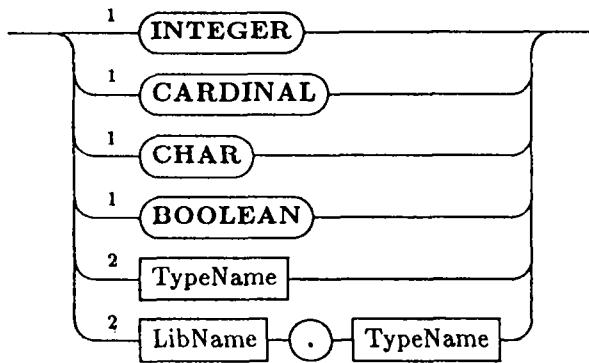 1 INTEGER
1 CARDINAL
1 CHAR
1 BOOLEAN
2 TypeName
2 LibName . TypeName